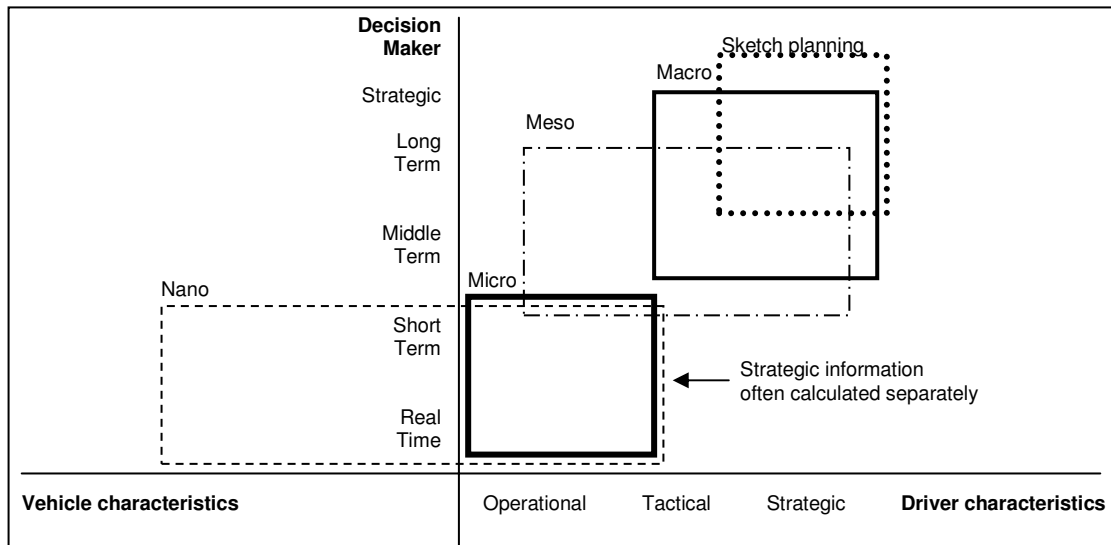 Decision
Maker
Sketch planning
Macro
Strategic
Meso
Long
Term
Middle
Term
Micro
Nano
Short
Term
Strategic information
often calculated separately
Real
Time
Vehicle characteristics
Operational
Tactical
Strategic
Driver characteristics